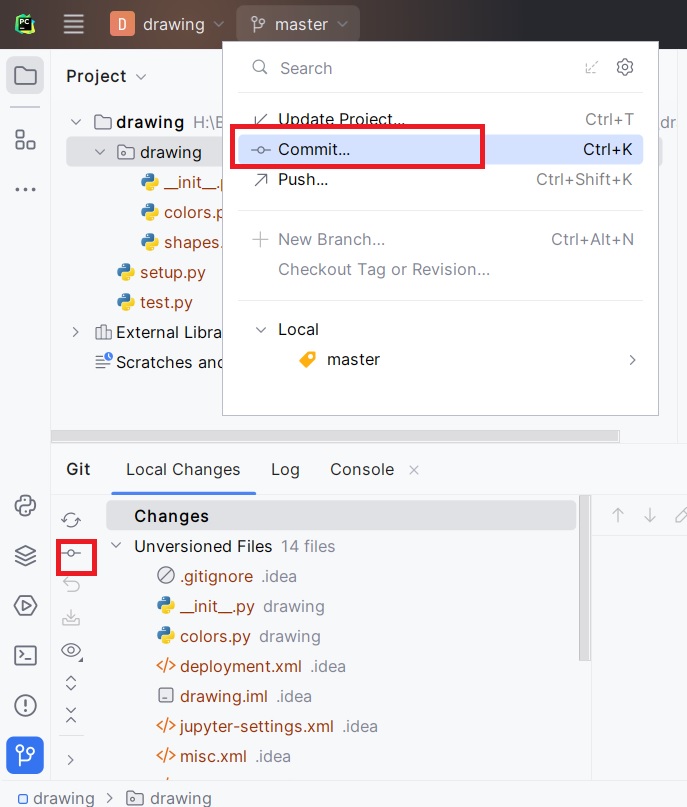 PC
D drawing master
Project
Search
drawing H:\
Update Project... Ctrl+T
drawing
Commit... Ctrl+K
__init__.p
Push... Ctrl+Shift+K
colors.p
shapes.
New Branch... Ctrl+Alt+N
setup.py
Checkout Tag or Revision...
test.py
External Libra
Local
Scratches and
master
Git Local Changes Log Console
Changes
Unversioned Files 14 files
.gitignore .idea
__init__.py drawing
colors.py drawing
deployment.xml .idea
drawing.iml .idea
jupyter-settings.xml .idea
misc.xml .idea
drawing > drawing